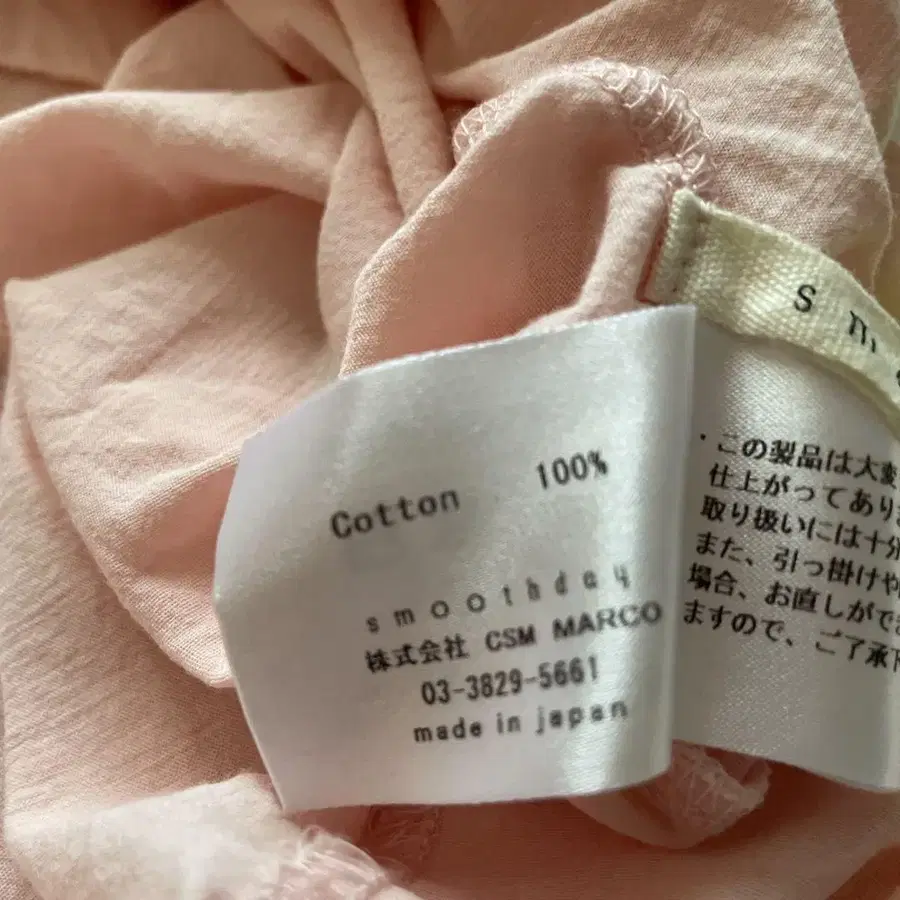 Cotton 100%
smoothday
株式会社 CSM MARCO
03-3829-5661
made in japan
s m
・この製品は大変
仕上がってあり
取り扱いには十分
また、引っ掛けや
場合、お直しができ
ますので、ご了承下